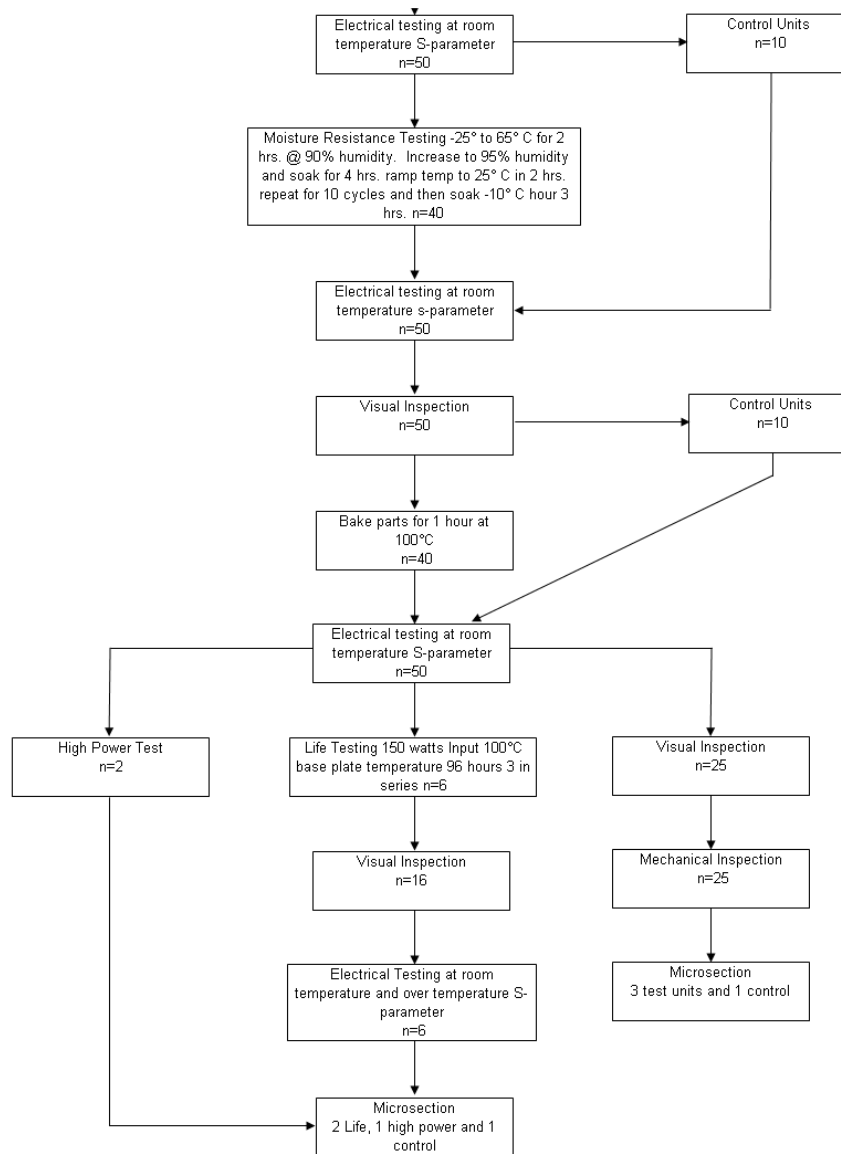 Electrical testing at room
temperature S-parameter
n=50
Control Units
n=10
Moisture Resistance Testing -25° to 65° C for 2
hrs. @ 90% humidity.  Increase to 95% humidity
and soak for 4 hrs. ramp temp to 25° C in 2 hrs.
repeat for 10 cycles and then soak -10° C hour 3
hrs. n=40
Electrical testing at room
temperature s-parameter
n=50
Visual Inspection
n=50
Control Units
n=10
Bake parts for 1 hour at
100°C
n=40
Electrical testing at room
temperature S-parameter
n=50
High Power Test
n=2
Life Testing 150 watts Input 100°C
base plate temperature 96 hours 3 in
series n=6
Visual Inspection
n=25
Visual Inspection
n=16
Mechanical Inspection
n=25
Electrical Testing at room
temperature and over temperature S-
parameter
n=6
Microsection
3 test units and 1 control
Microsection
2 Life, 1 high power and 1
control